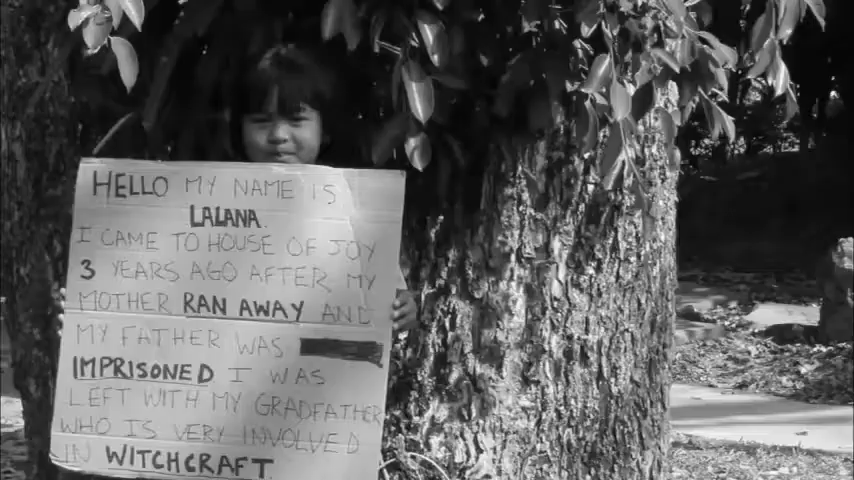 HELLO MY NAME IS
LALANA.
I CAME TO HOUSE OF JOY
3 YEARS AGO AFTER MY
MOTHER RAN AWAY AND
MY FATHER WAS
IMPRISONED I WAS
LEFT WITH MY GRADFATHER
WHO IS VERY INVOLVED
IN WITCHCRAFT